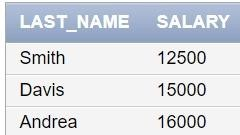 LAST_NAME SALARY
Smith 12500
Davis 15000
Andrea 16000